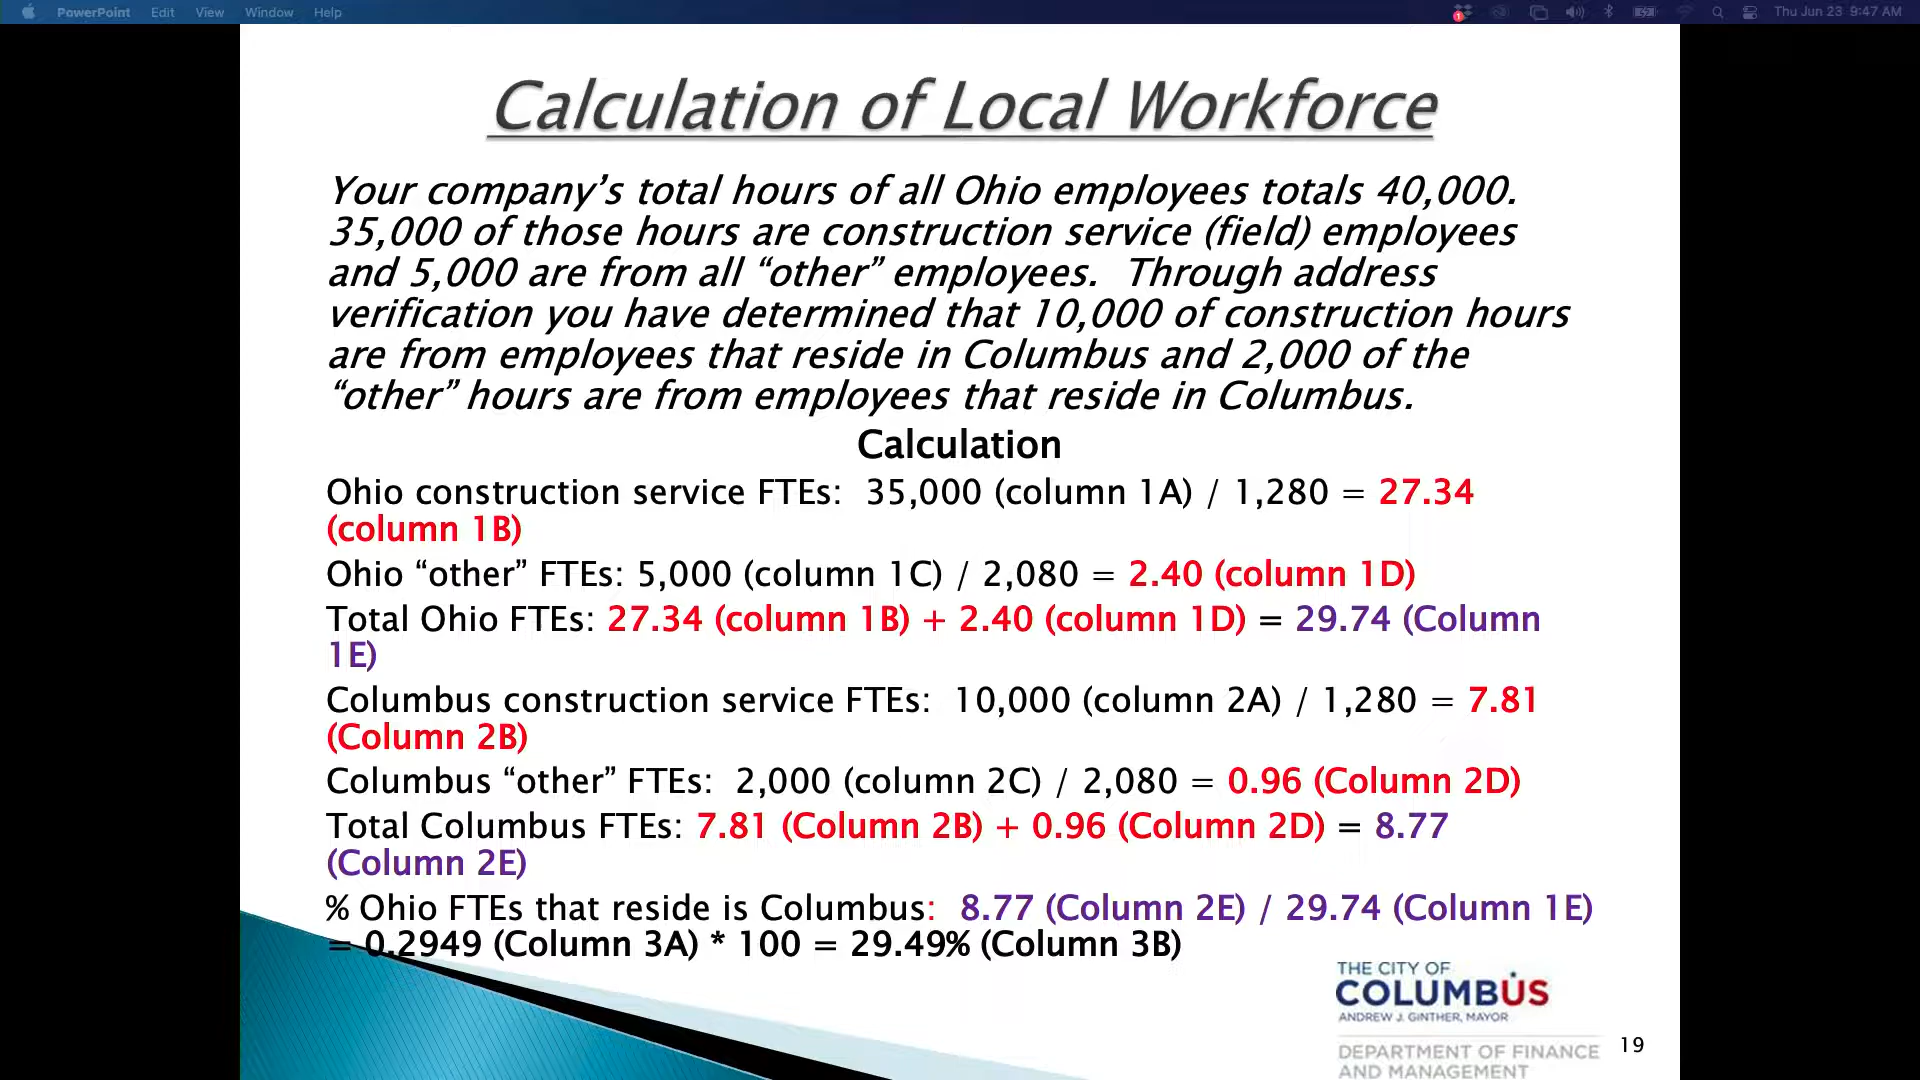 PowerPoint Edit View Window Help
1 Thu Jun 23 9:47 AM
Calculation of Local Workforce
Your company’s total hours of all Ohio employees totals 40,000.
35,000 of those hours are construction service (field) employees
and 5,000 are from all “other” employees. Through address
verification you have determined that 10,000 of construction hours
are from employees that reside in Columbus and 2,000 of the
“other” hours are from employees that reside in Columbus.
Calculation
Ohio construction service FTEs: 35,000 (column 1A) / 1,280 = 27.34
(column 1B)
Ohio “other” FTEs: 5,000 (column 1C) / 2,080 = 2.40 (column 1D)
Total Ohio FTEs: 27.34 (column 1B) + 2.40 (column 1D) = 29.74 (Column
1E)
Columbus construction service FTEs: 10,000 (column 2A) / 1,280 = 7.81
(Column 2B)
Columbus “other” FTEs: 2,000 (column 2C) / 2,080 = 0.96 (Column 2D)
Total Columbus FTEs: 7.81 (Column 2B) + 0.96 (Column 2D) = 8.77
(Column 2E)
% Ohio FTEs that reside is Columbus: 8.77 (Column 2E) / 29.74 (Column 1E)
= 0.2949 (Column 3A) * 100 = 29.49% (Column 3B)
THE CITY OF
COLUMBUS
ANDREW J. GINTHER, MAYOR
DEPARTMENT OF FINANCE
AND MANAGEMENT
19